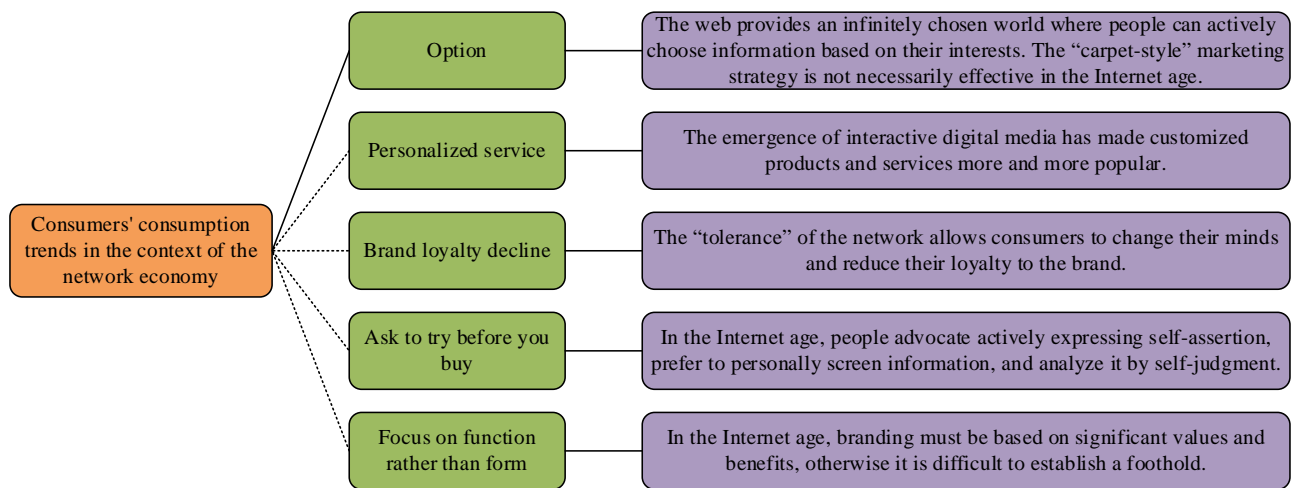 Consumers' consumption
trends in the context of the
network economy
Option
The web provides an infinitely chosen world where people can actively
choose information based on their interests. The “carpet-style” marketing
strategy is not necessarily effective in the Internet age.
Personalized service
The emergence of interactive digital media has made customized
products and services more and more popular.
Brand loyalty decline
The “tolerance” of the network allows consumers to change their minds
and reduce their loyalty to the brand.
Ask to try before you
buy
In the Internet age, people advocate actively expressing self-assertion,
prefer to personally screen information, and analyze it by self-judgment.
Focus on function
rather than form
In the Internet age, branding must be based on significant values and
benefits, otherwise it is difficult to establish a foothold.